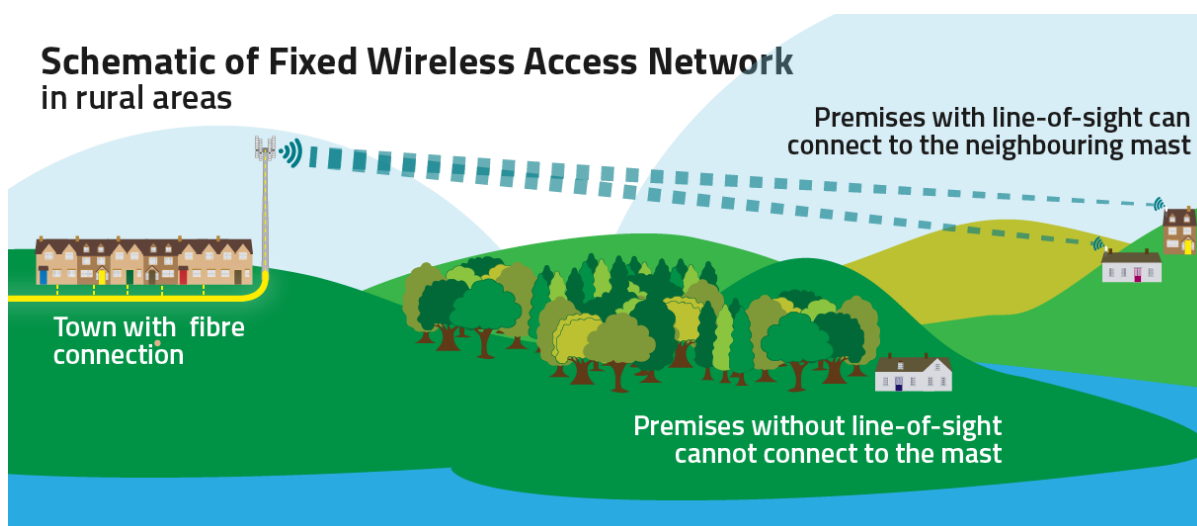 Schematic of Fixed Wireless Access Network
in rural areas
Premises with line-of-sight can
connect to the neighbouring mast
Town with fibre
connection
Premises without line-of-sight
cannot connect to the mast